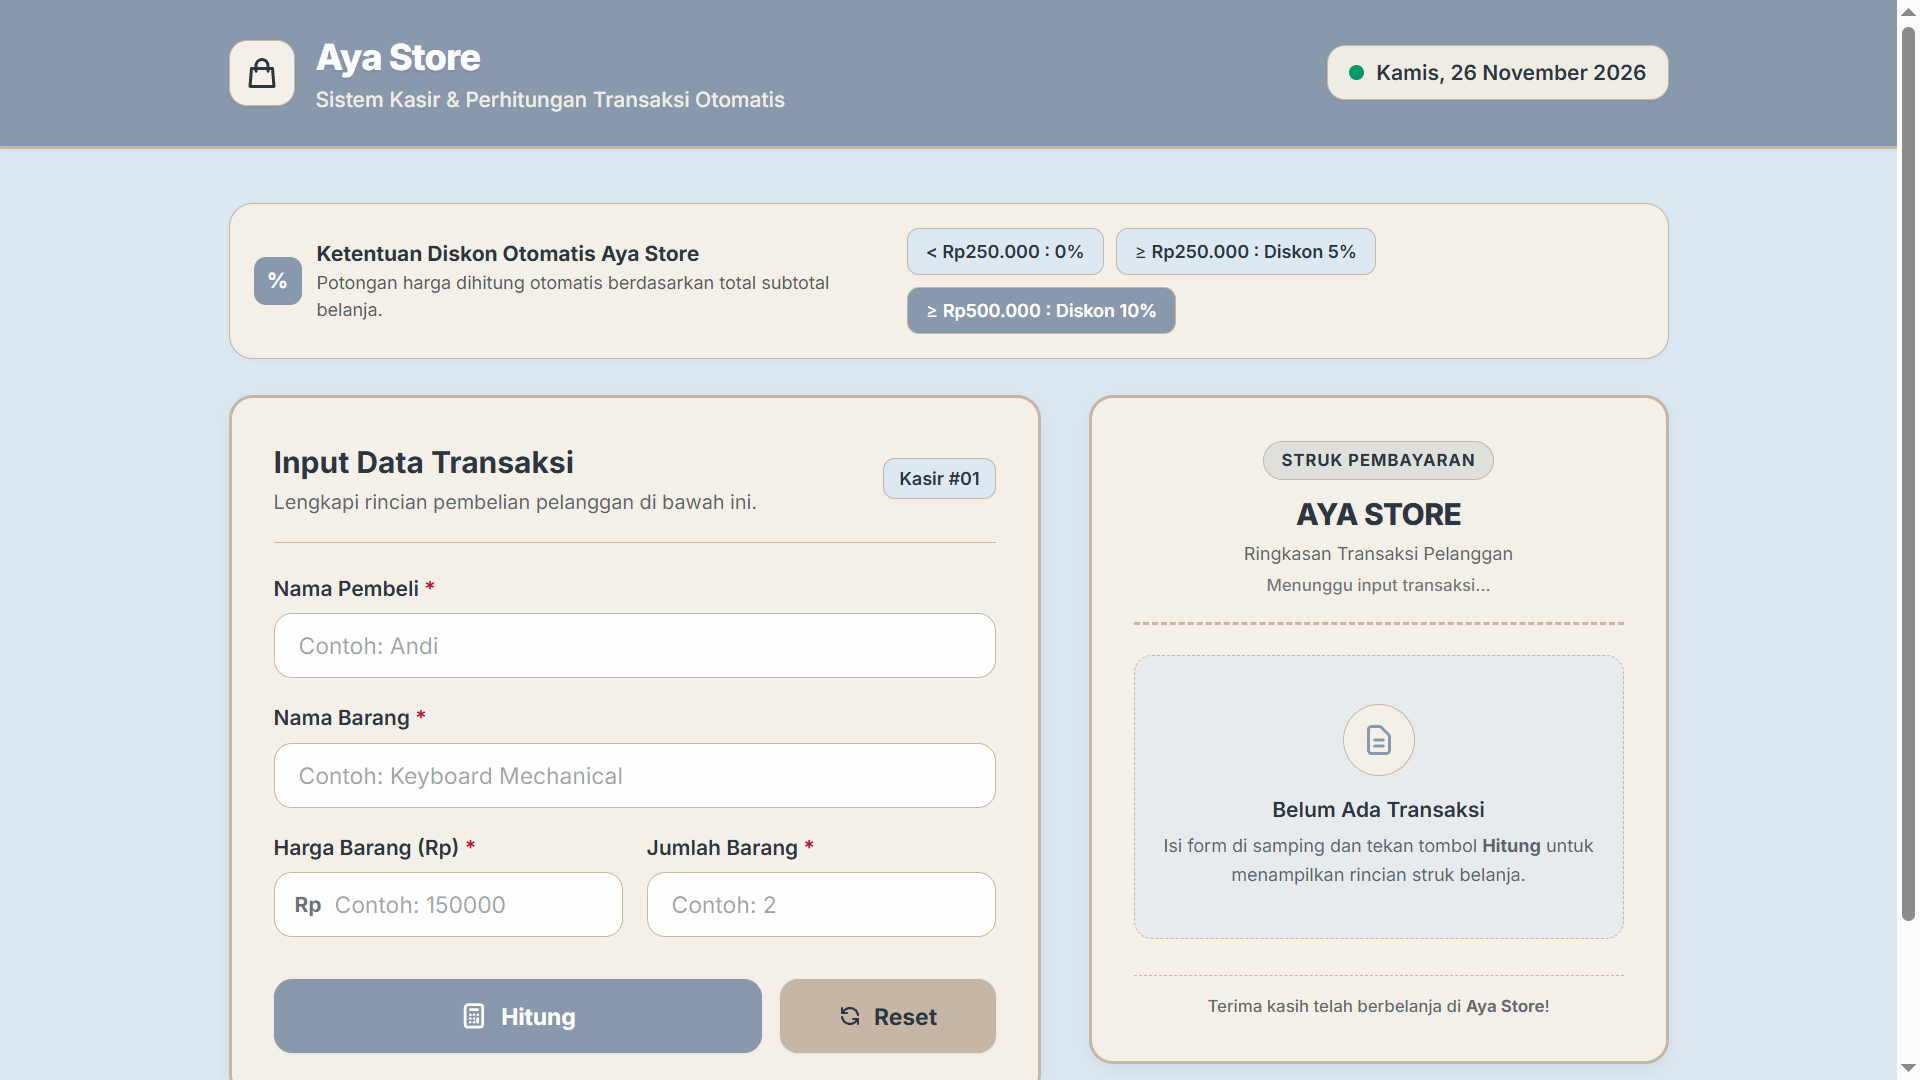 Aya Store
Sistem Kasir & Perhitungan Transaksi Otomatis
Kamis, 26 November 2026
%
Ketentuan Diskon Otomatis Aya Store
Potongan harga dihitung otomatis berdasarkan total subtotal
belanja.
< Rp250.000 : 0%
≥ Rp250.000 : Diskon 5%
≥ Rp500.000 : Diskon 10%
Input Data Transaksi
Lengkapi rincian pembelian pelanggan di bawah ini.
Kasir #01
Nama Pembeli *
Contoh: Andi
Nama Barang *
Contoh: Keyboard Mechanical
Harga Barang (Rp) *
Rp Contoh: 150000
Jumlah Barang *
Contoh: 2
Hitung
Reset
STRUK PEMBAYARAN
AYA STORE
Ringkasan Transaksi Pelanggan
Menunggu input transaksi...
Belum Ada Transaksi
Isi form di samping dan tekan tombol Hitung untuk
menampilkan rincian struk belanja.
Terima kasih telah berbelanja di Aya Store!